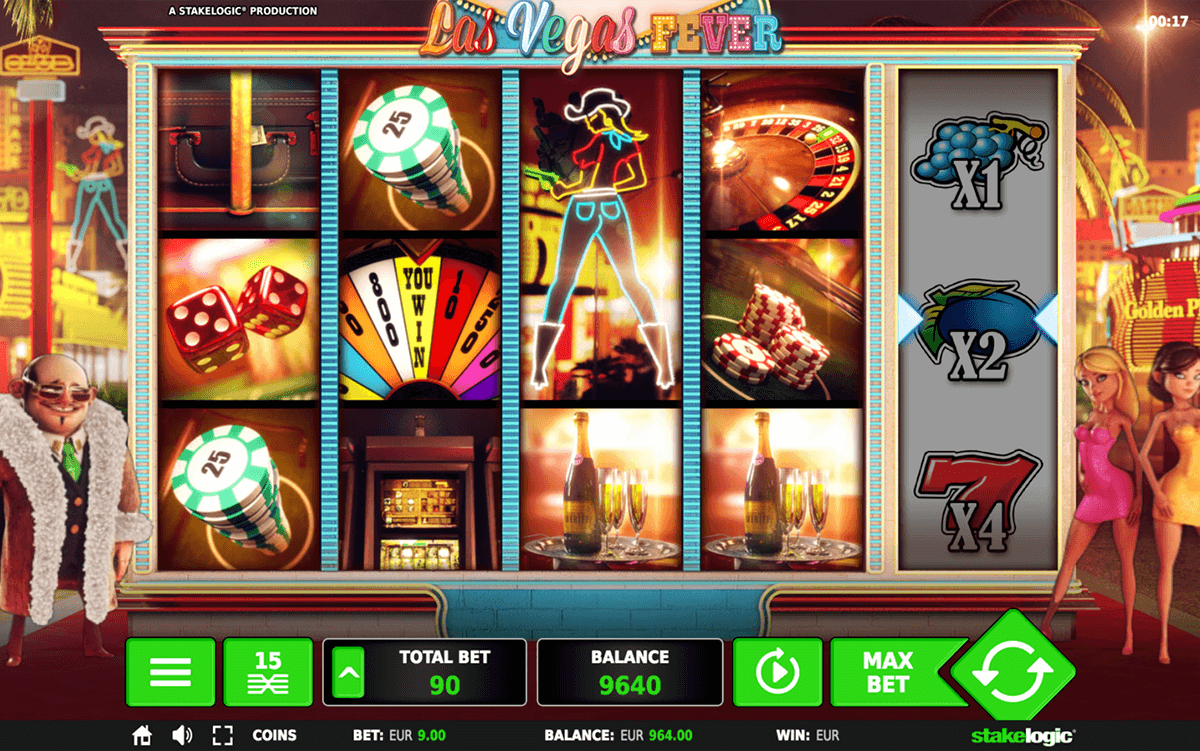 A STAKELOGIC® PRODUCTION
Las Vegas FEVER
00:17
25
X1
800
YOU WIN
10
X2
Golden
25
X4
15
TOTAL BET
90
BALANCE
9640
MAX
BET
COINS
BET: EUR 9.00
BALANCE: EUR 964.00
WIN: EUR
stakelogic®